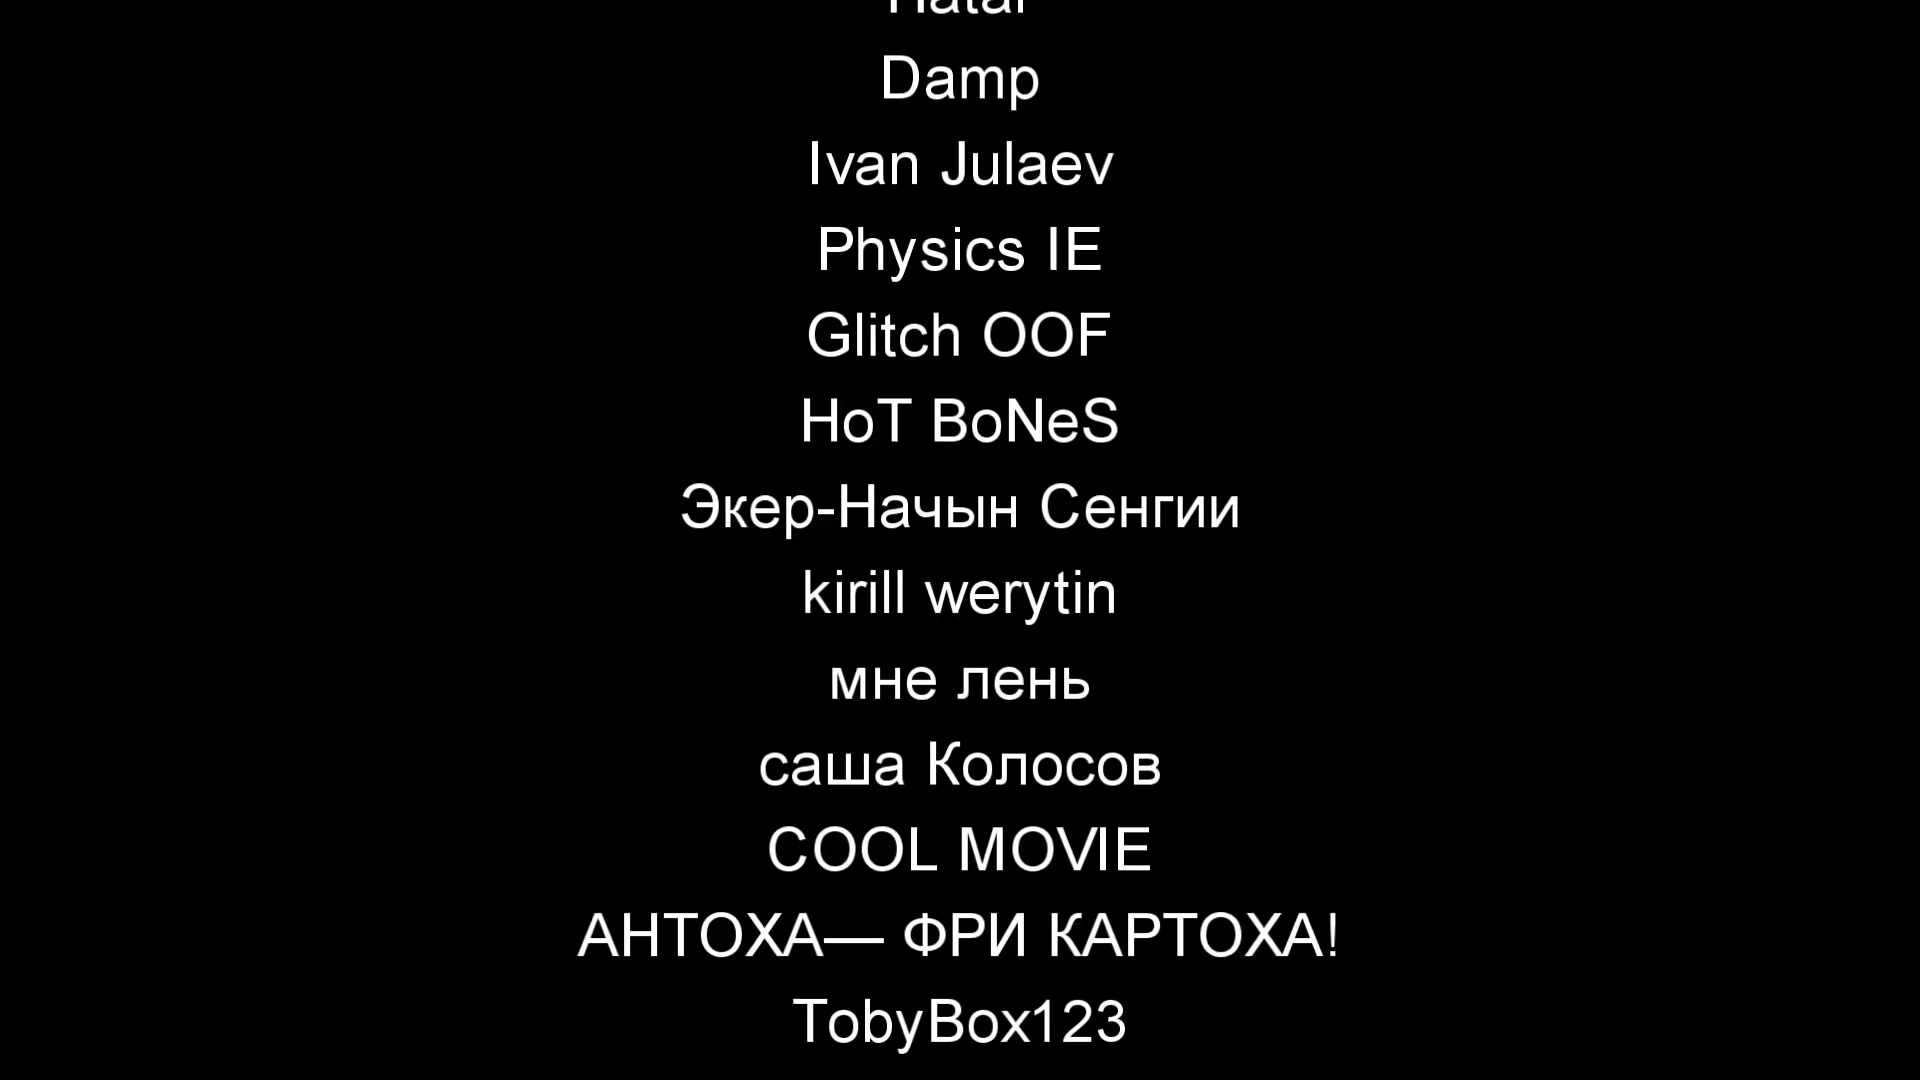 Damp
Ivan Julaev
Physics IE
Glitch OOF
HoT BoNeS
Экер-Начын Сенгии
kirill werytin
мне лень
саша Колосов
COOL MOVIE
АНТОХА— ФРИ КАРТОХА!
TobyBox123